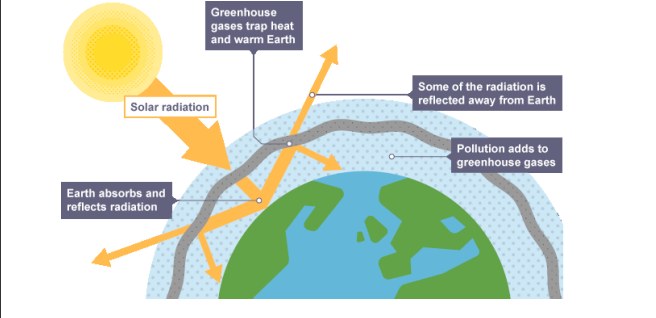 Greenhouse
gases trap heat
and warm Earth
Solar radiation
Some of the radiation is
reflected away from Earth
Pollution adds to
greenhouse gases
Earth absorbs and
reflects radiation